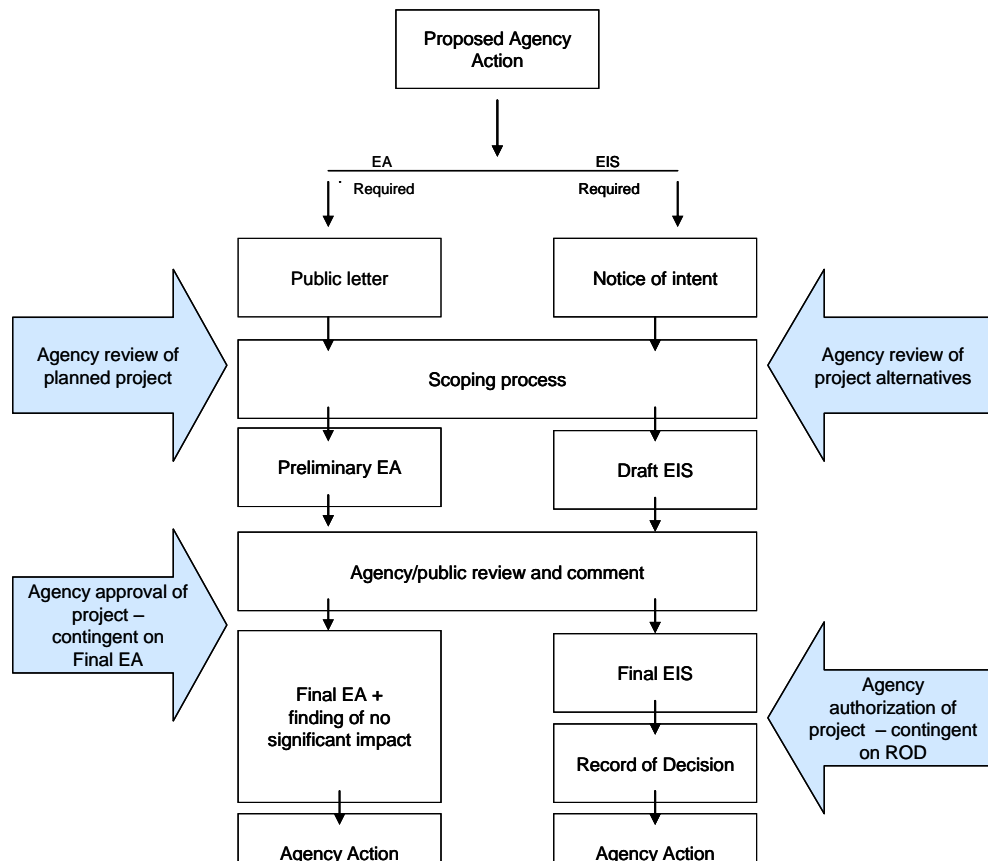 Proposed Agency
Action
EA
EIS
Required
Required
Public letter
Notice of intent
Agency review of
planned project
Scoping process
Agency review of
project alternatives
Preliminary EA
Draft EIS
Agency/public review and comment
Agency approval of
project –
contingent on
Final EA
Final EA +
finding of no
significant impact
Final EIS
Agency
authorization of
project – contingent
on ROD
Record of Decision
Agency Action
Agency Action